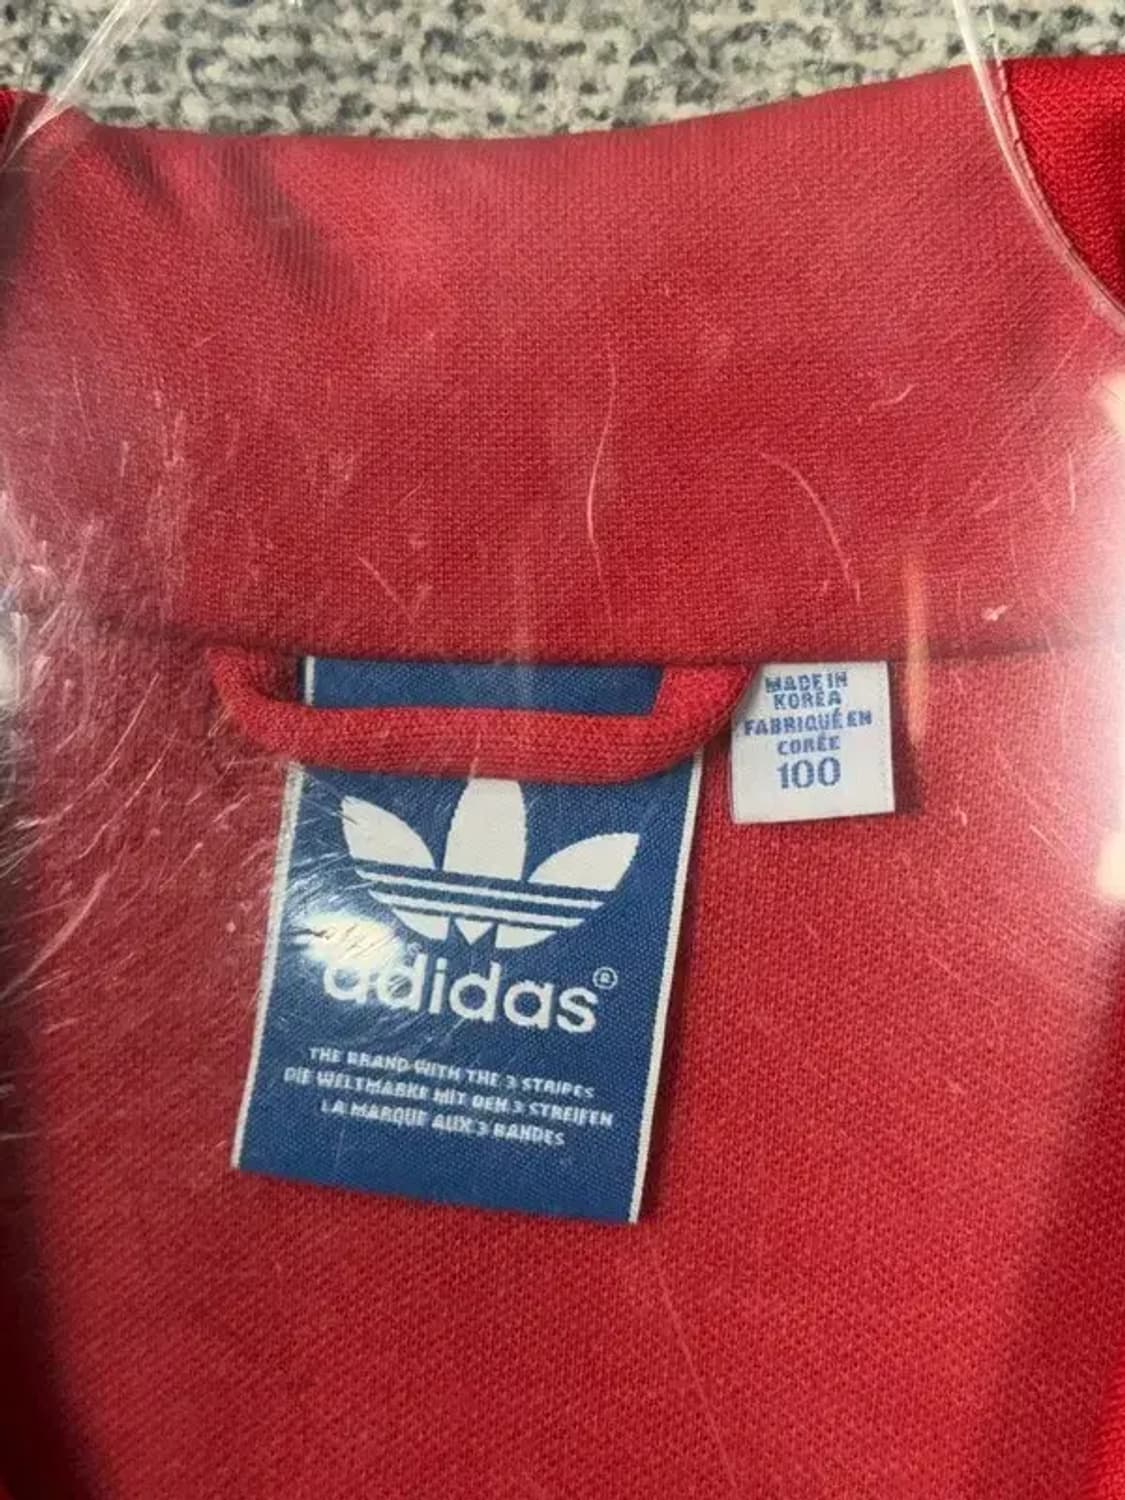 MADE IN
KOREA
FABRIQUÉ EN
CORÉE
100
adidas®
THE BRAND WITH THE 3 STRIPES
DIE WELTMARKE MIT DEN 3 STREIFEN
LA MARQUE AUX 3 BANDES